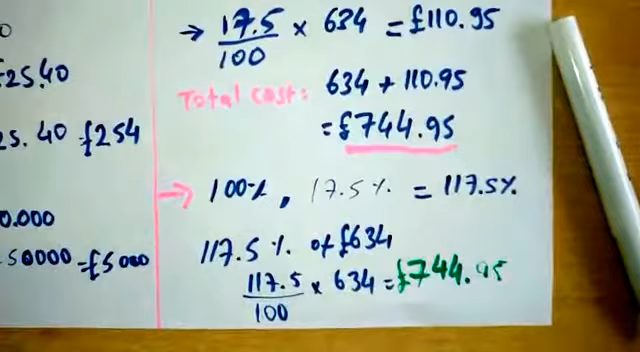 0
£25.40
25.40 £254
0.000
50000 = £5000
→ 17.5/100 × 634 = £110.95
Total cost: 634 + 110.95
= £744.95
→ 100%, 17.5% = 117.5%
117.5% of £634
117.5/100 × 634 = £744.95